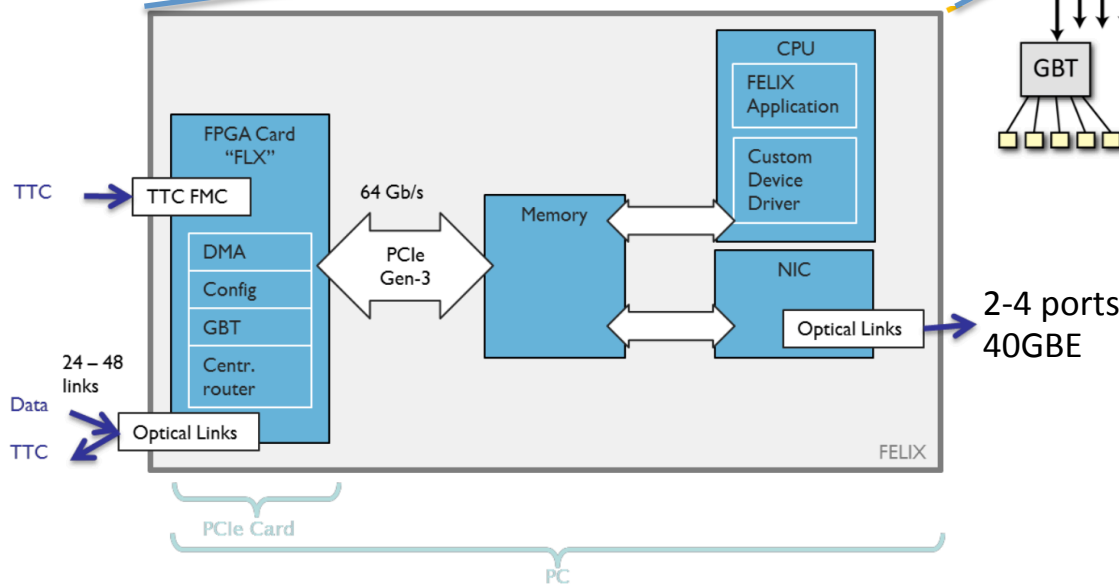 CPU
FELIX
Application
Custom
Device
Driver
GBT
FPGA Card
“FLX”
TTC
TTC FMC
64 Gb/s
PCIe
Gen-3
Memory
DMA
Config
GBT
Centr.
router
NIC
Optical Links
2-4 ports
40GBE
24 – 48
links
Data
TTC
Optical Links
FELIX
PCIe Card
PC